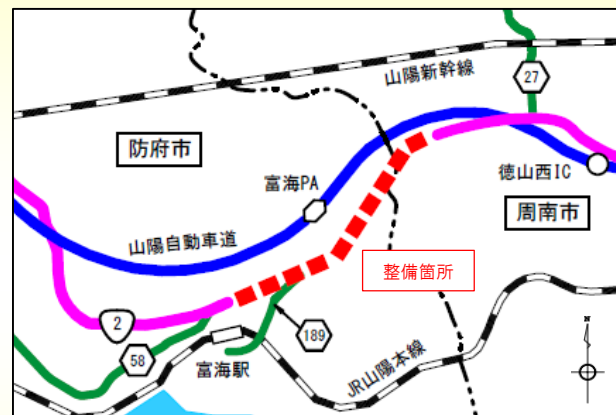 山陽新幹線
27
防府市
徳山西IC
富海PA
周南市
山陽自動車道
整備箇所
2
189
58
富海駅
JR山陽本線